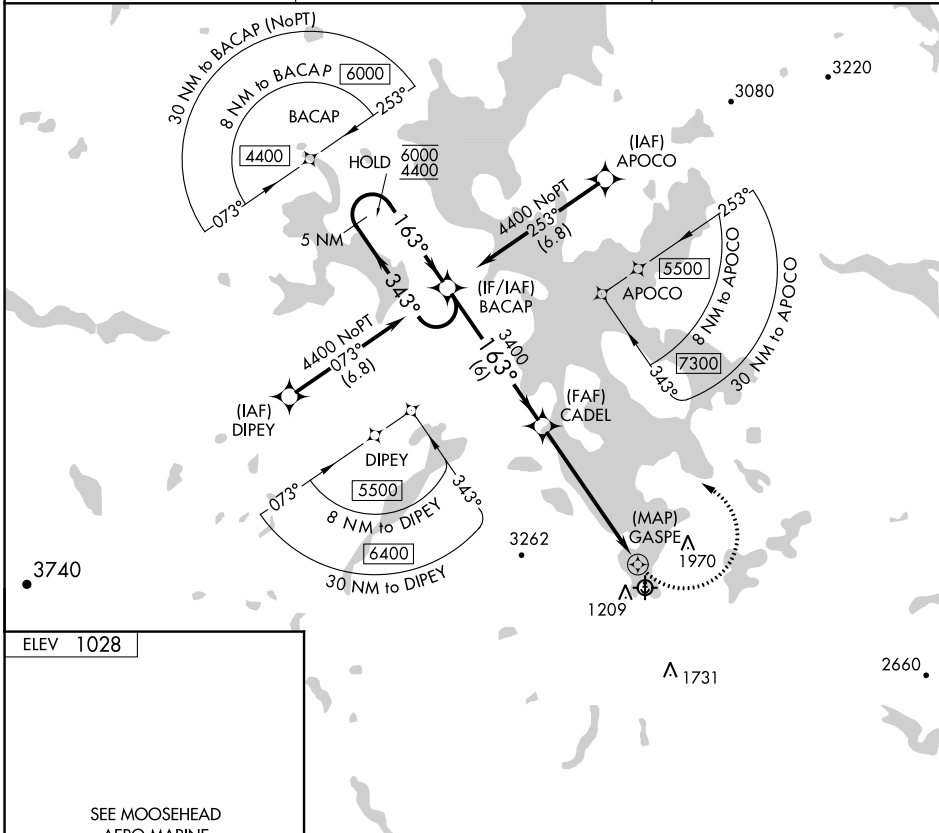 30 NM to BACAP (NoPT)
8 NM to BACAP
6000
BACAP
253°
4400
073°
HOLD
6000
4400
5 NM
163°
343°
(IF/IAF)
BACAP
(IAF)
APOCO
4400 NoPT
253°
(6.8)
3080
3220
253°
5500
APOCO
8 NM to APOCO
30 NM to APOCO
7300
343°
4400 NoPT
073°
(6.8)
(IAF)
DIPEY
3400
163°
(6)
(FAF)
CADEL
DIPEY
073°
5500
343°
8 NM to DIPEY
6400
30 NM to DIPEY
3262
(MAP)
GASPE
1970
1209
3740
1731
2660
ELEV 1028
SEE MOOSEHEAD
AERO MARINE